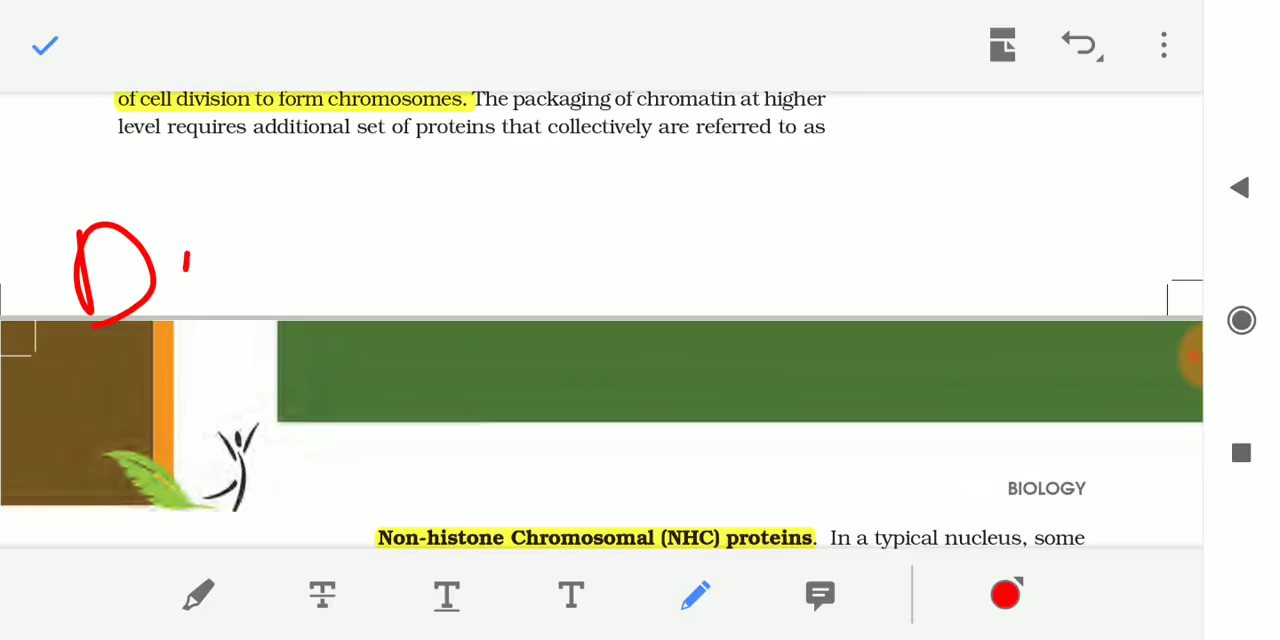 of cell division to form chromosomes. The packaging of chromatin at higher
level requires additional set of proteins that collectively are referred to as
D
BIOLOGY
Non-histone Chromosomal (NHC) proteins. In a typical nucleus, some